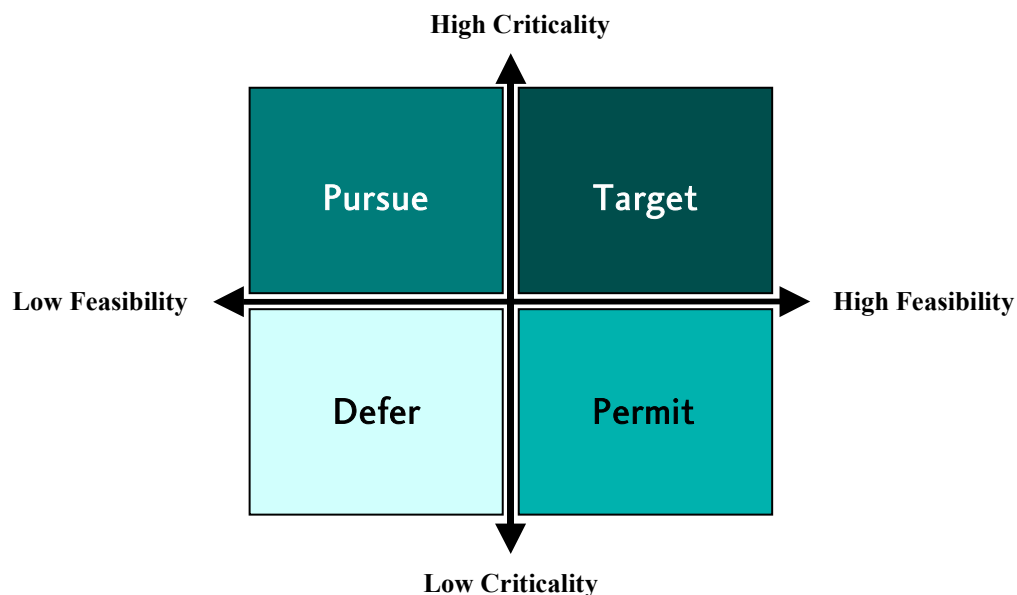 High Criticality
Pursue
Target
Low Feasibility
High Feasibility
Defer
Permit
Low Criticality